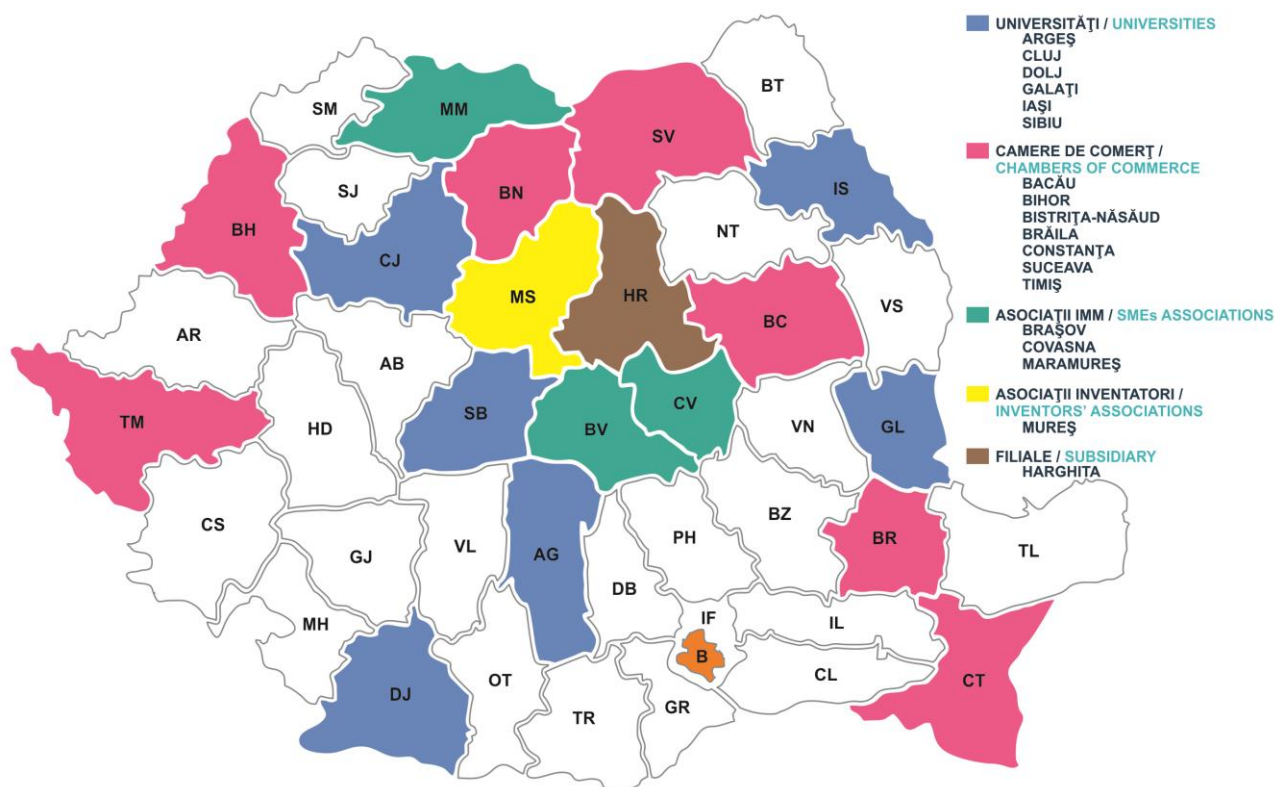 UNIVERSITĂŢI / UNIVERSITIES
ARGEŞ
CLUJ
DOLJ
GALAŢI
IAŞI
SIBIU
CAMERE DE COMERŢ /
CHAMBERS OF COMMERCE
BACĂU
BIHOR
BISTRIŢA-NĂSĂUD
BRĂILA
CONSTANŢA
SUCEAVA
TIMIŞ
ASOCIAŢII IMM / SMEs ASSOCIATIONS
BRAŞOV
COVASNA
MARAMUREŞ
ASOCIAŢII INVENTATORI /
INVENTORS' ASSOCIATIONS
MUREŞ
FILIALE / SUBSIDIARY
HARGHITA
BT
SM
MM
SV
SJ
BN
IS
BH
NT
CJ
MS
HR
VS
BC
AR
AB
SB
CV
TM
HD
BV
VN
GL
CS
BZ
VL
PH
BR
GJ
AG
TL
DB
MH
IF
IL
B
CL
OT
CT
DJ
GR
TR